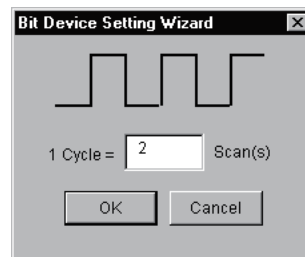 Bit Device Setting Wizard
1 Cycle = 2 Scan(s)
OK Cancel